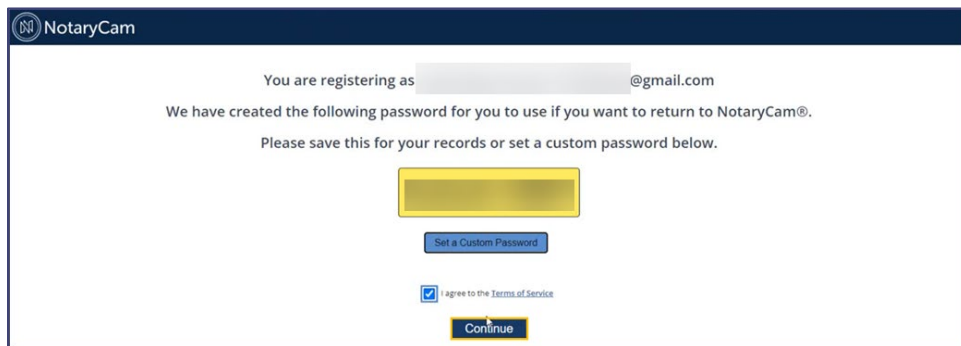 NotaryCam
You are registering as @gmail.com
We have created the following password for you to use if you want to return to NotaryCam®.
Please save this for your records or set a custom password below.
Set a Custom Password
I agree to the Terms of Service
Continue